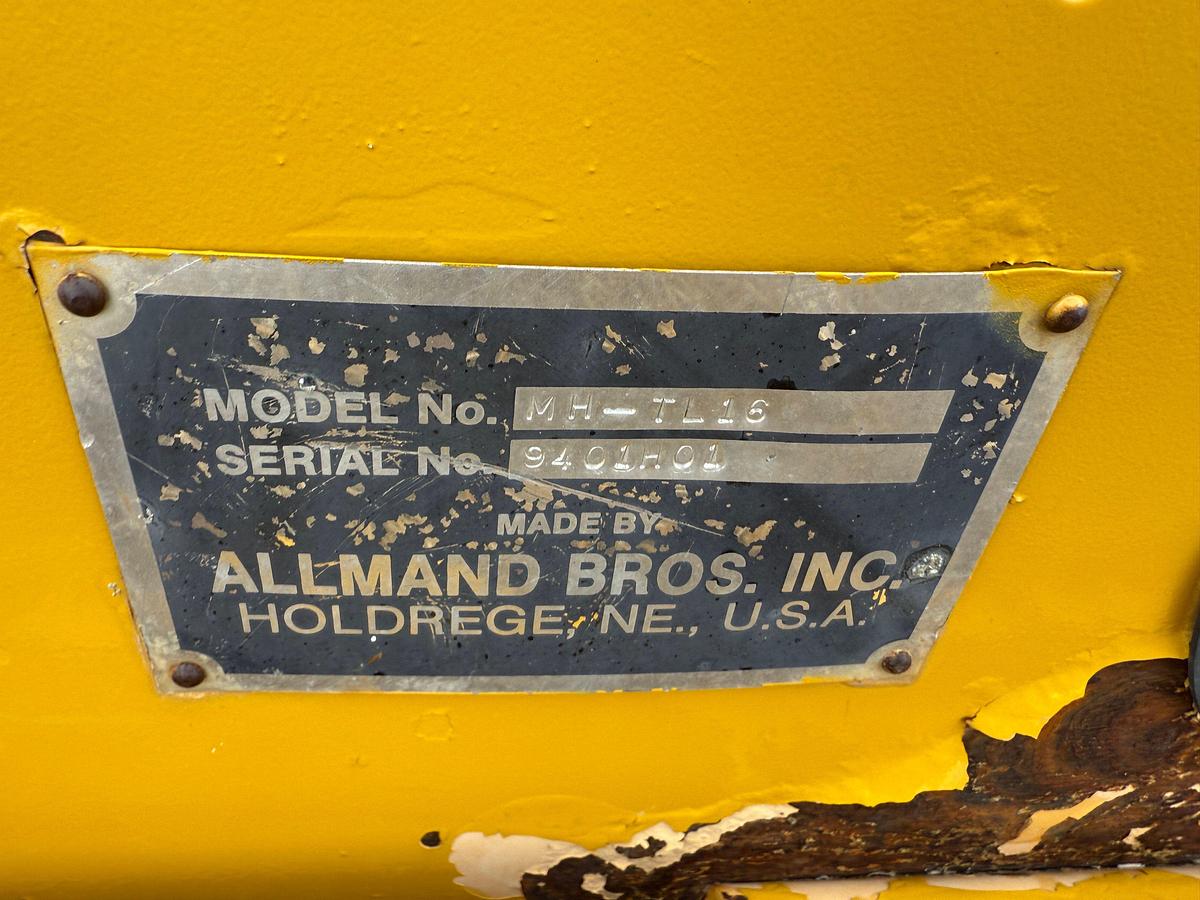 MODEL No. MH-TL16
SERIAL No. 9401H01
MADE BY
ALLMAND BROS. INC.
HOLDREGE, NE., U.S.A.